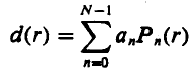 d(r) = \sum_{n=0}^{N-1} a_n P_n(r)